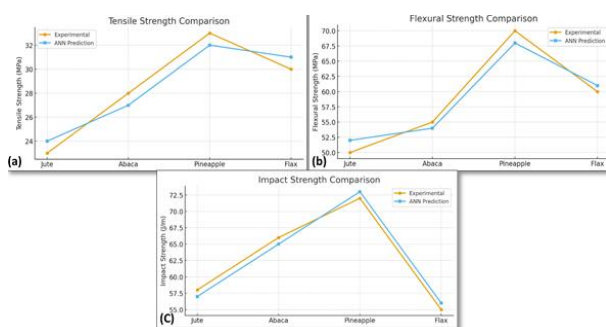 Tensile Strength Comparison
Experimental
ANN Prediction
Tensile Strength (MPa)
32
30
28
26
24
Jute
Abaca
Pineapple
Flax
(a)
Flexural Strength Comparison
Experimental
ANN Prediction
Flexural Strength (MPa)
70.0
67.5
65.0
62.5
60.0
57.5
55.0
52.5
50.0
Jute
Abaca
Pineapple
Flax
(b)
Impact Strength Comparison
Experimental
ANN Prediction
Impact Strength (J/m)
72.5
70.0
67.5
65.0
62.5
60.0
57.5
55.0
Jute
Abaca
Pineapple
Flax
(C)